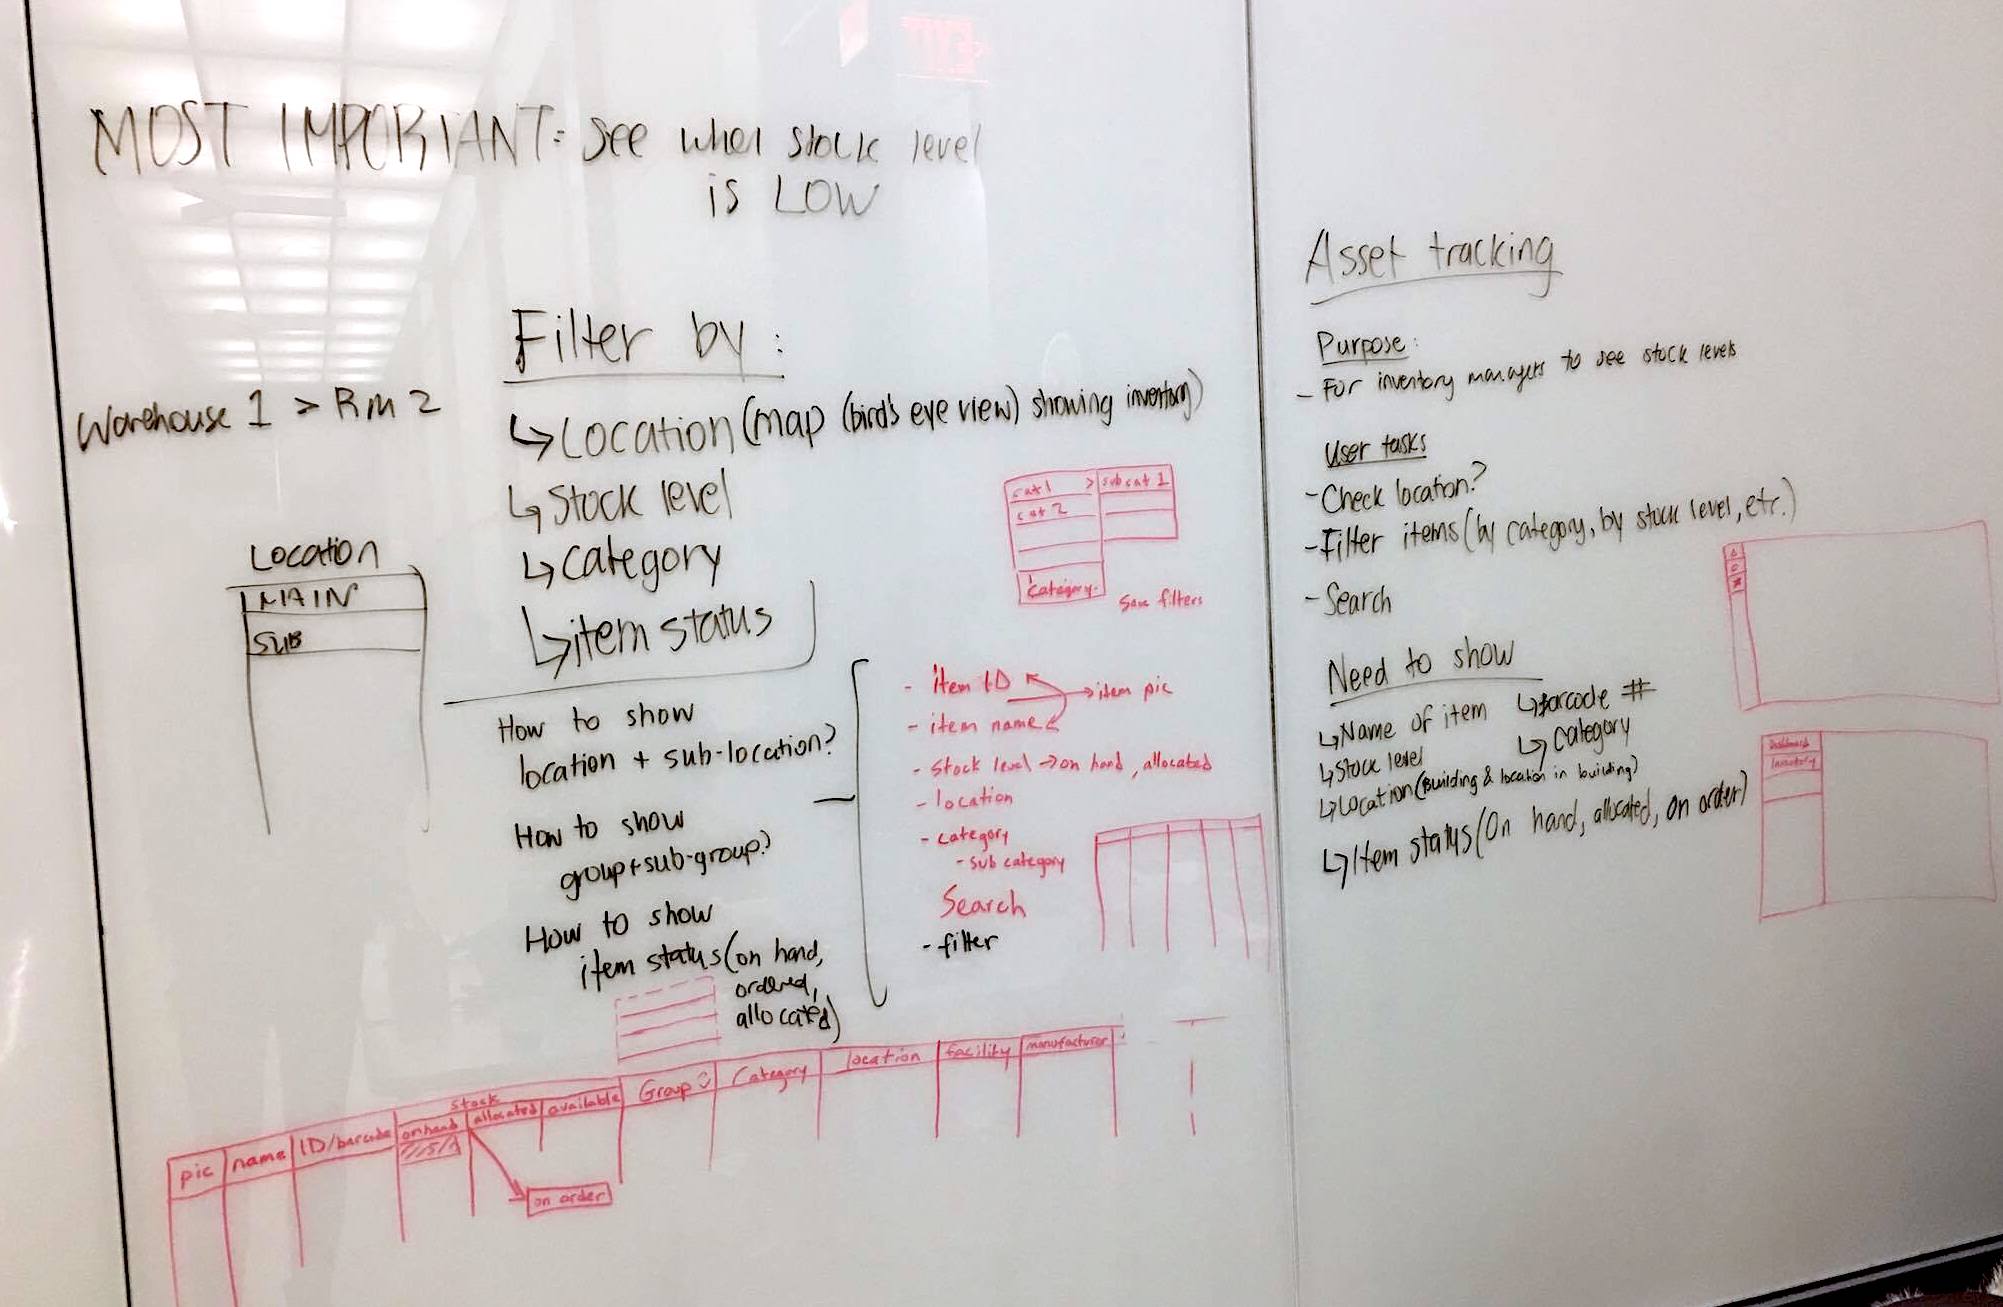 MOST IMPORTANT: see when stock level
is LOW
Warehouse 1 > Rm 2
Location
MAIN
SUB
Filter by:
↳Location (map (bird's eye view) showing inventory)
↳Stock level
↳category
↳item status
cat 1 > sub cat 1
cat 2
category
Save filters
How to show
location + sub-location?
How to show
group+sub-group?
How to show
item status (on hand,
ordered,
allocated)
- item ID → item pic
- item name
- stock level → on hand, allocated
- location
- category
- sub category
Search
- filter
stock
pic name ID/barcode on hand allocated available Group Category location facility manufacturer
on order
Asset tracking
Purpose:
- For inventory managers to see stock levels
User tasks
- Check location?
- Filter items (by category, by stock level, etc.)
- Search
Need to show
↳Name of item ↳barcode #
↳Stock level ↳category
↳Location (Building & location in building)
↳Item status (On hand, allocated, on order)
Dashboard
Inventory